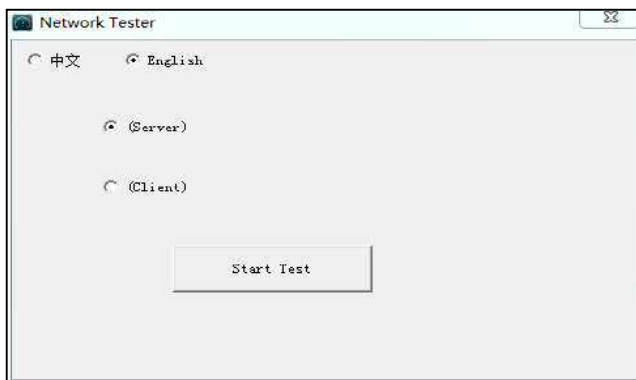 Network Tester
中文 English
(Server)
(Client)
Start Test